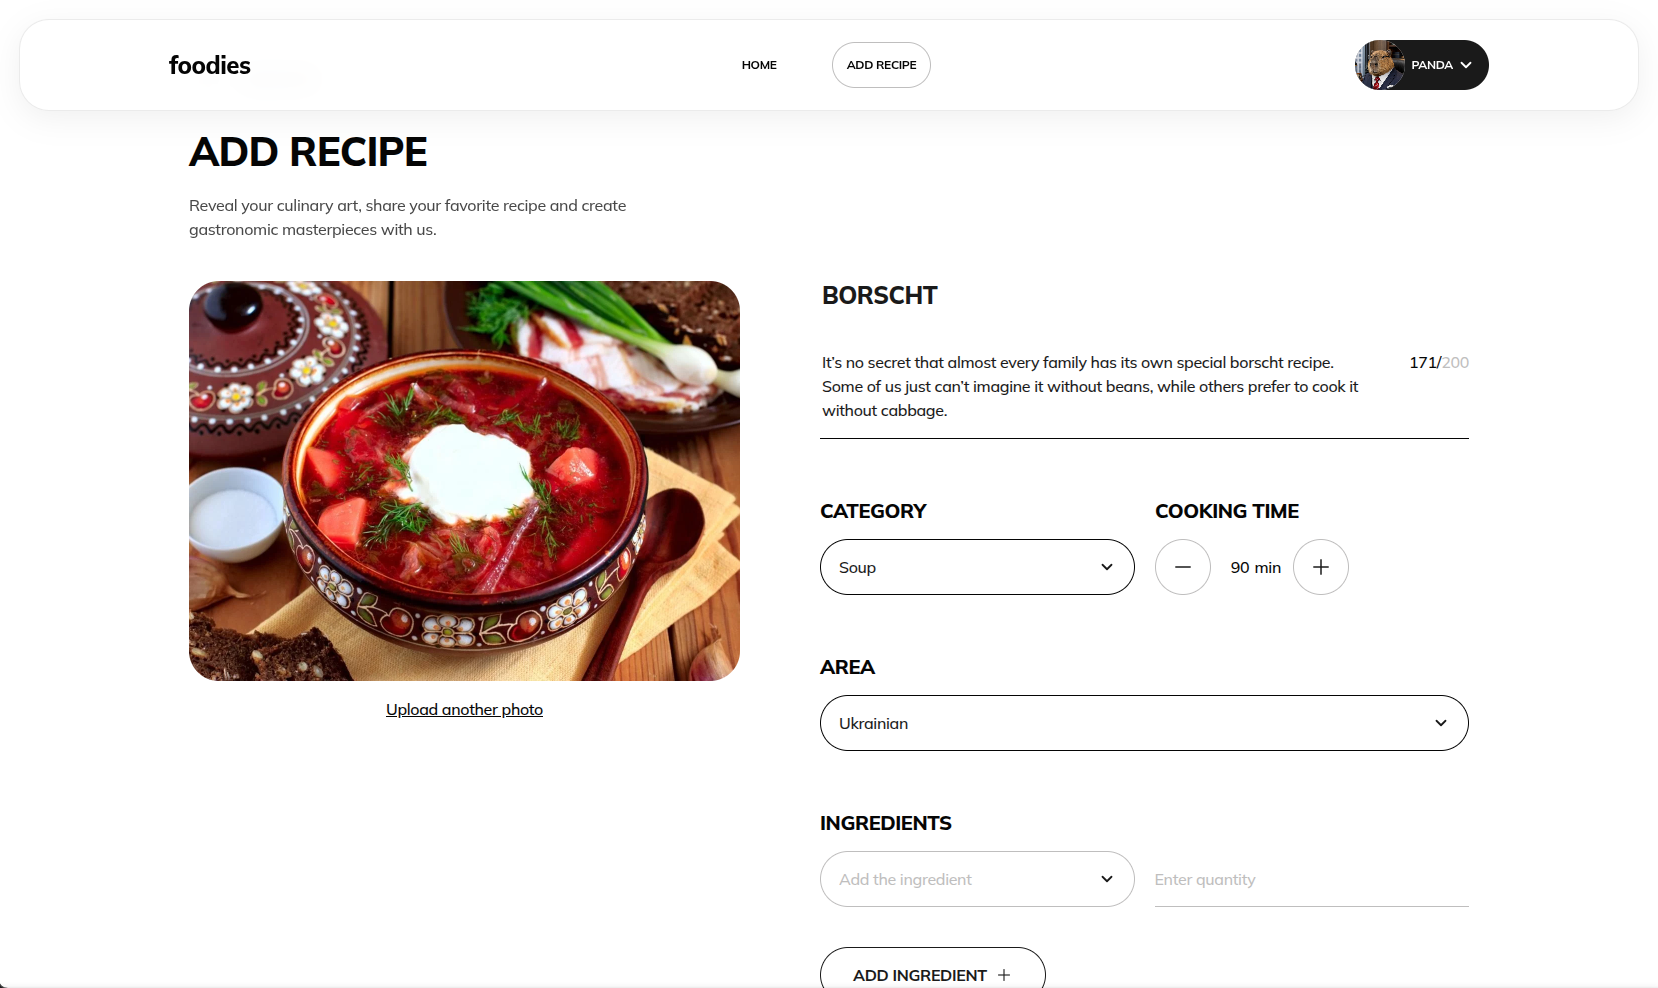 foodies
HOME
ADD RECIPE
PANDA
ADD RECIPE
Reveal your culinary art, share your favorite recipe and create
gastronomic masterpieces with us.
Upload another photo
BORSCHT
It’s no secret that almost every family has its own special borscht recipe.
Some of us just can’t imagine it without beans, while others prefer to cook it
without cabbage.
171/200
CATEGORY
Soup
COOKING TIME
90 min
AREA
Ukrainian
INGREDIENTS
Add the ingredient
Enter quantity
ADD INGREDIENT +